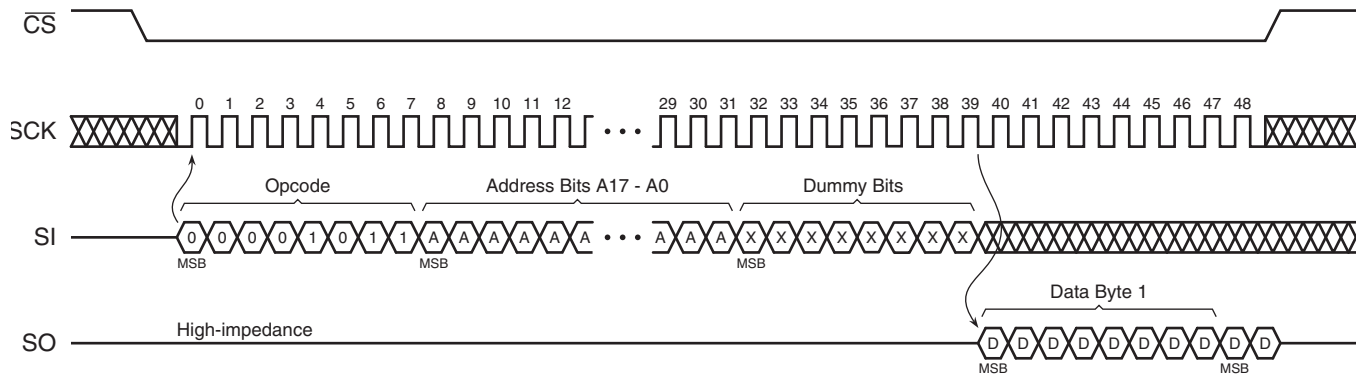 CS
0 1 2 3 4 5 6 7 8 9 10 11 12 29 30 31 32 33 34 35 36 37 38 39 40 41 42 43 44 45 46 47 48
SCK
Opcode Address Bits A17 - A0 Dummy Bits
SI 0 0 0 0 1 0 1 1 A A A A A A A A A X X X X X X X X
MSB MSB MSB
Data Byte 1
High-impedance
SO D D D D D D D D D D
MSB MSB